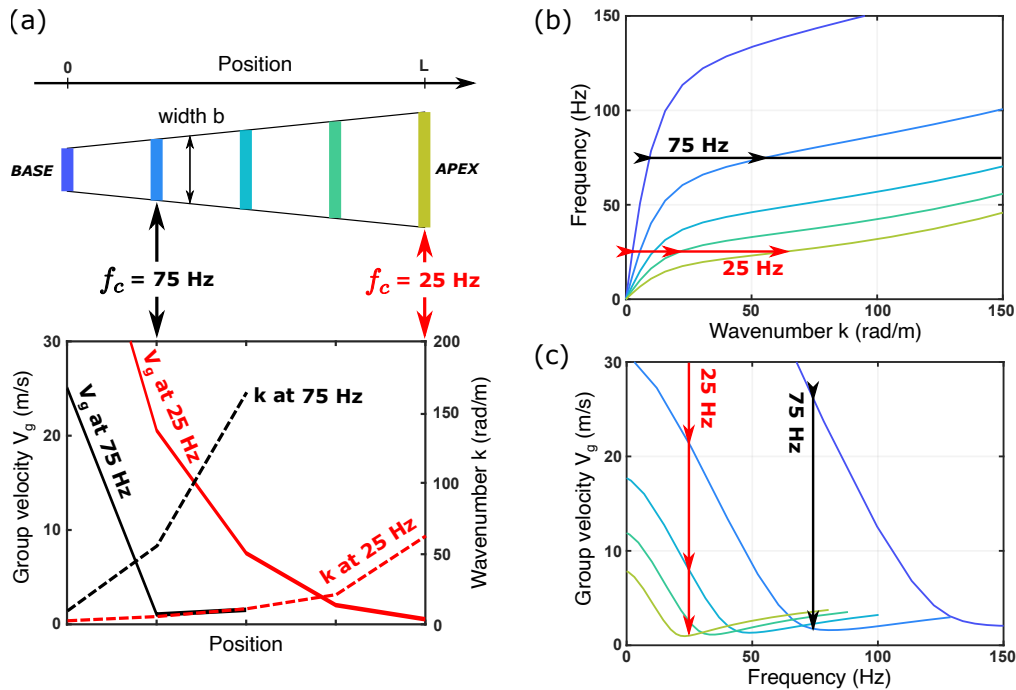 (a)
0
Position
L
width b
BASE
APEX
f_c = 75 Hz
f_c = 25 Hz
30
20
10
0
Group velocity V_g (m/s)
V_g at 75 Hz
V_g at 25 Hz
k at 75 Hz
k at 25 Hz
200
150
100
50
0
Wavenumber k (rad/m)
Position
(b)
150
100
50
0
Frequency (Hz)
75 Hz
25 Hz
0
50
100
150
Wavenumber k (rad/m)
(c)
30
20
10
0
Group velocity V_g (m/s)
25 Hz
75 Hz
0
50
100
150
Frequency (Hz)